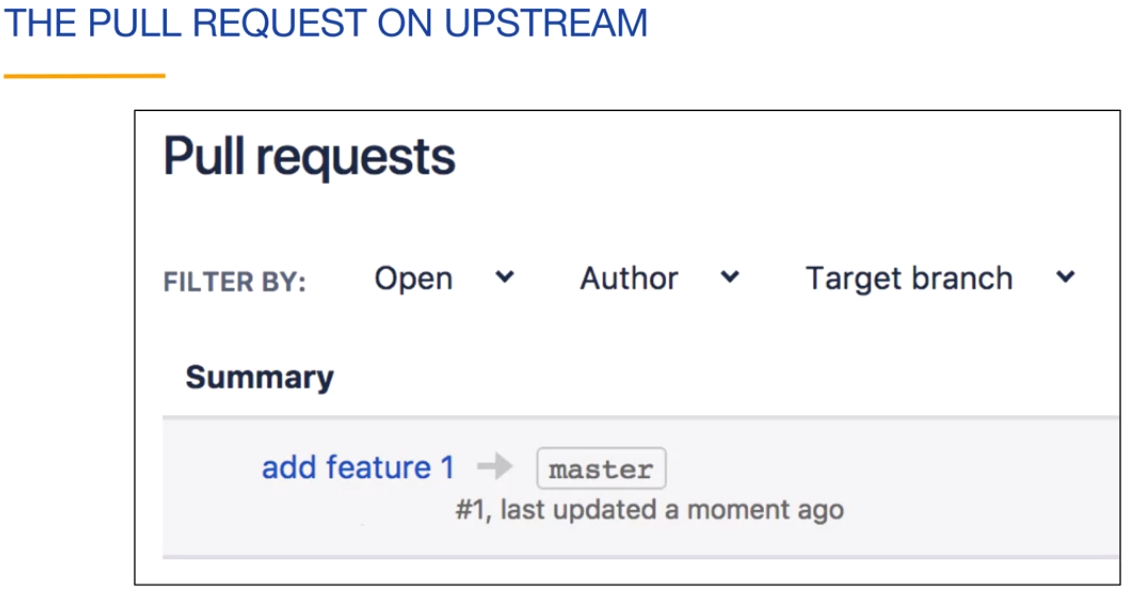 THE PULL REQUEST ON UPSTREAM
Pull requests
FILTER BY: Open Author Target branch
Summary
add feature 1 master
#1, last updated a moment ago